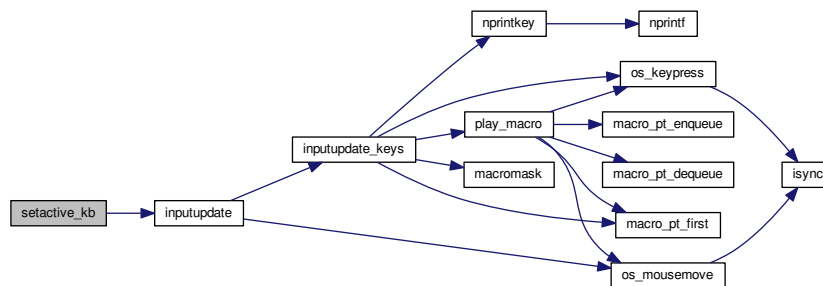 nprintkey
nprintf
os_keypress
play_macro
macro_pt_enqueue
inputupdate_keys
macromask
macro_pt_dequeue
isync
setactive_kb
inputupdate
macro_pt_first
os_mousemove